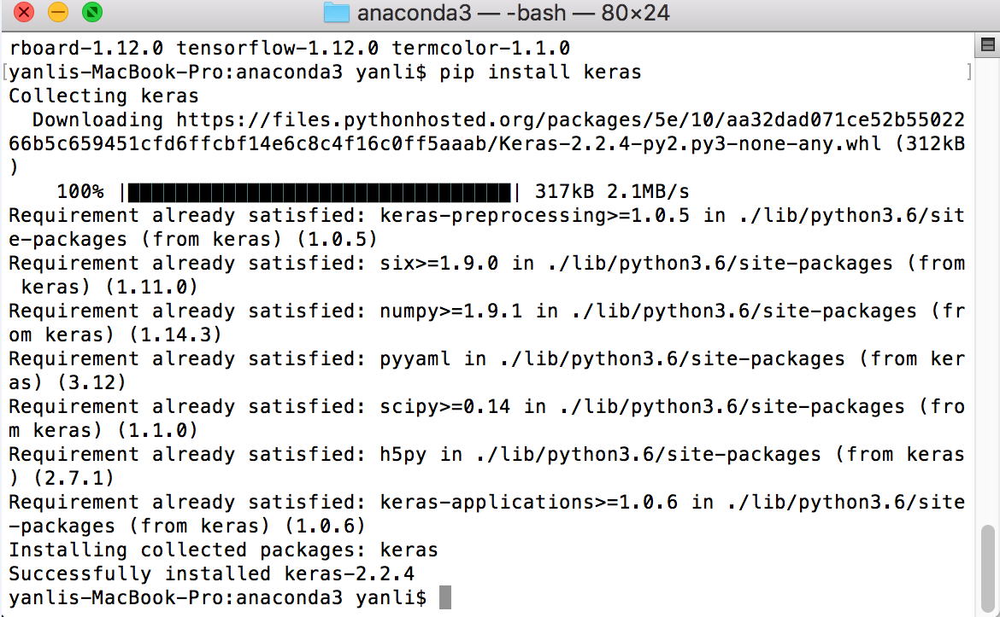 anaconda3 — -bash — 80×24
rboard-1.12.0 tensorflow-1.12.0 termcolor-1.1.0
[yanlis-MacBook-Pro:anaconda3 yanli$ pip install keras ]
Collecting keras
  Downloading https://files.pythonhosted.org/packages/5e/10/aa32dad071ce52b55022
66b5c659451cfd6ffcbf14e6c8c4f16c0ff5aaab/Keras-2.2.4-py2.py3-none-any.whl (312kB
)
    100% |████████████████████████████████| 317kB 2.1MB/s
Requirement already satisfied: keras-preprocessing>=1.0.5 in ./lib/python3.6/sit
e-packages (from keras) (1.0.5)
Requirement already satisfied: six>=1.9.0 in ./lib/python3.6/site-packages (from
 keras) (1.11.0)
Requirement already satisfied: numpy>=1.9.1 in ./lib/python3.6/site-packages (fr
om keras) (1.14.3)
Requirement already satisfied: pyyaml in ./lib/python3.6/site-packages (from ker
as) (3.12)
Requirement already satisfied: scipy>=0.14 in ./lib/python3.6/site-packages (fro
m keras) (1.1.0)
Requirement already satisfied: h5py in ./lib/python3.6/site-packages (from keras
) (2.7.1)
Requirement already satisfied: keras-applications>=1.0.6 in ./lib/python3.6/site
-packages (from keras) (1.0.6)
Installing collected packages: keras
Successfully installed keras-2.2.4
yanlis-MacBook-Pro:anaconda3 yanli$